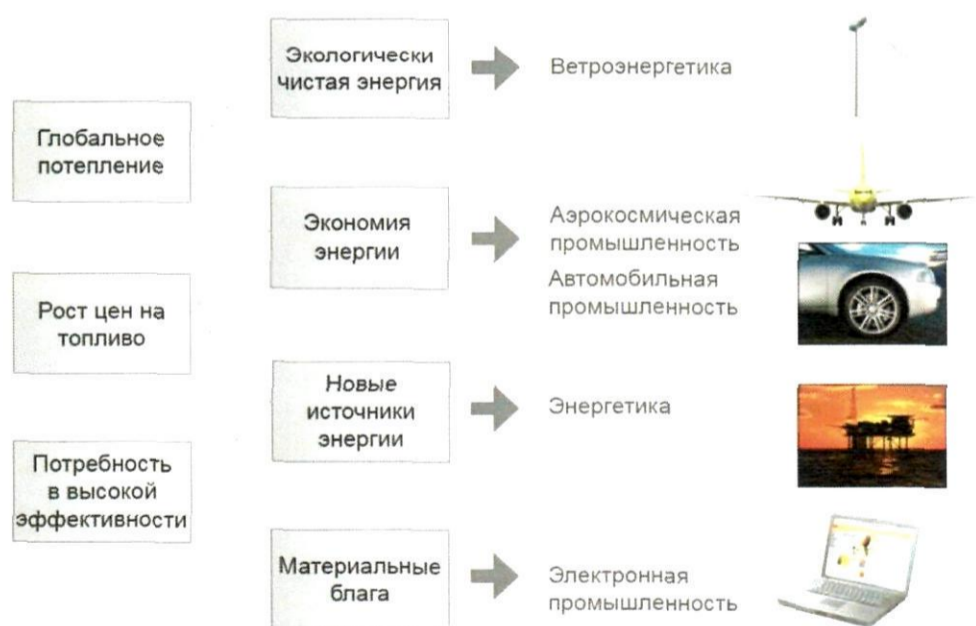 Глобальное
потепление
Рост цен на
топливо
Потребность
в высокой
эффективности
Экологически
чистая энергия
Ветроэнергетика
Экономия
энергии
Аэрокосмическая
промышленность
Автомобильная
промышленность
Новые
источники
энергии
Энергетика
Материальные
блага
Электронная
промышленность